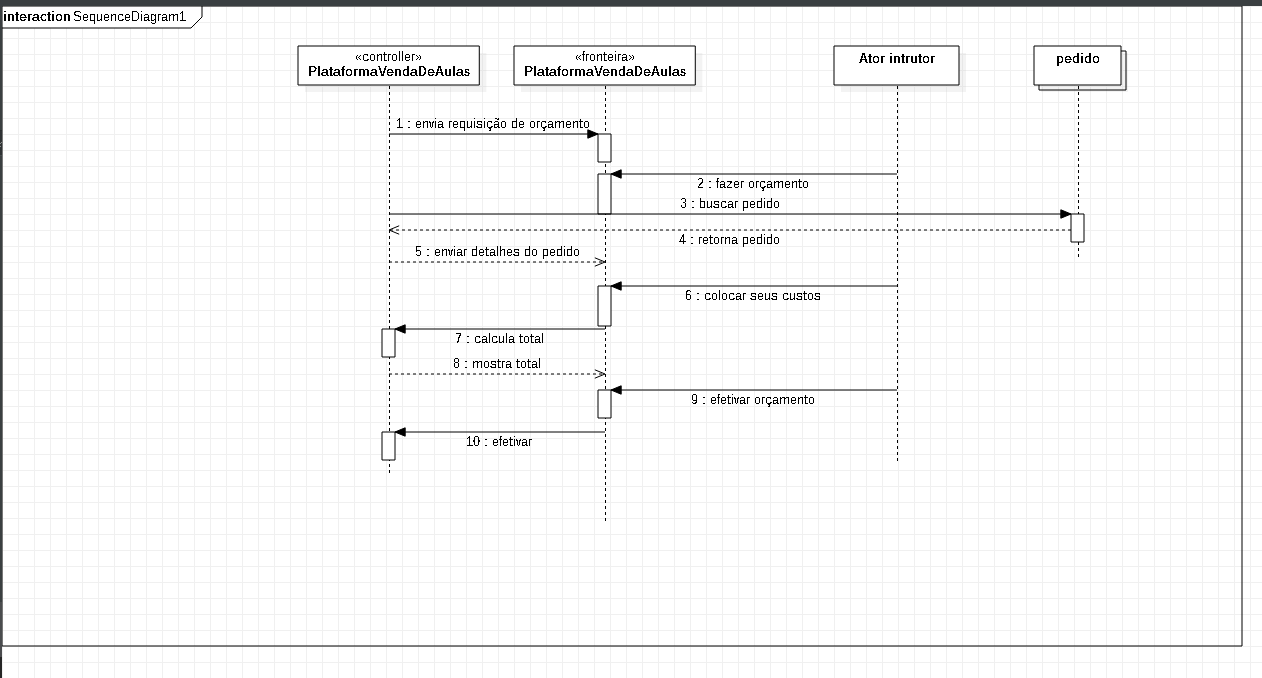 interaction SequenceDiagram1
«controller»
PlataformaVendaDeAulas
«fronteira»
PlataformaVendaDeAulas
Ator intrutor
pedido
1 : envia requisição de orçamento
2 : fazer orçamento
3 : buscar pedido
4 : retorna pedido
5 : enviar detalhes do pedido
6 : colocar seus custos
7 : calcula total
8 : mostra total
9 : efetivar orçamento
10 : efetivar